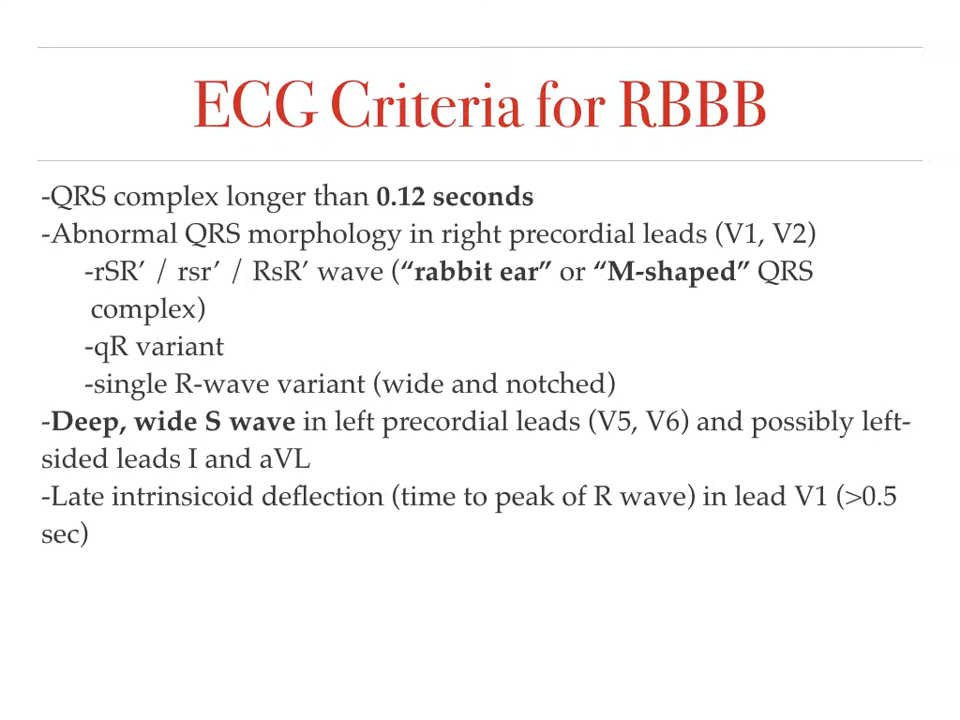 ECG Criteria for RBBB
-QRS complex longer than 0.12 seconds
-Abnormal QRS morphology in right precordial leads (V1, V2)
-rSR’ / rsr’ / RsR’ wave (“rabbit ear” or “M-shaped” QRS
complex)
-qR variant
-single R-wave variant (wide and notched)
-Deep, wide S wave in left precordial leads (V5, V6) and possibly left-
sided leads I and aVL
-Late intrinsicoid deflection (time to peak of R wave) in lead V1 (>0.5
sec)